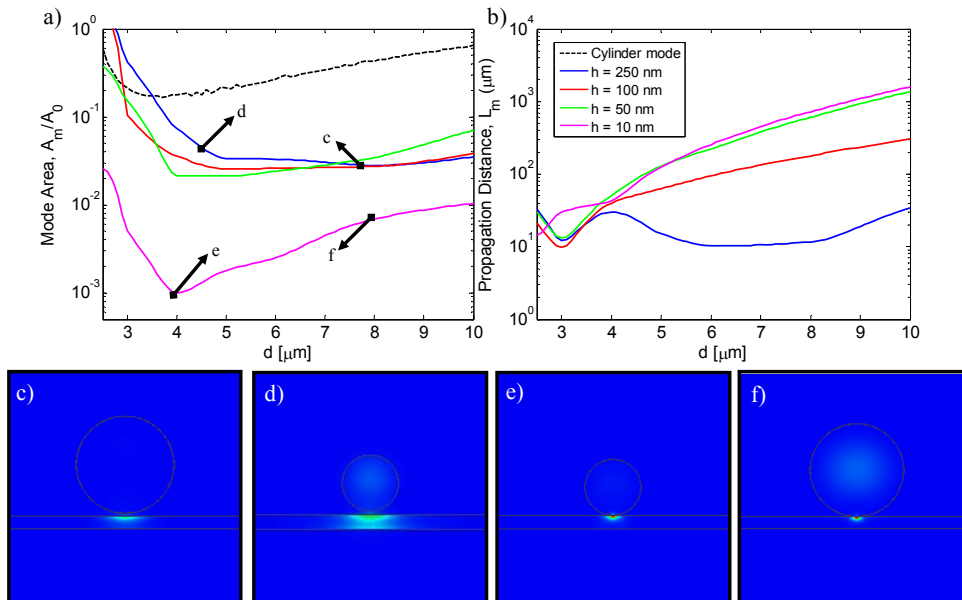 a)
Mode Area, A_m/A_0
10^0
10^-1
10^-2
10^-3
3 4 5 6 7 8 9 10
d [μm]
d
c
e
f
b)
Propagation Distance, L_m (μm)
10^4
10^3
10^2
10^1
10^0
3 4 5 6 7 8 9 10
d [μm]
Cylinder mode
h = 250 nm
h = 100 nm
h = 50 nm
h = 10 nm
c)
d)
e)
f)